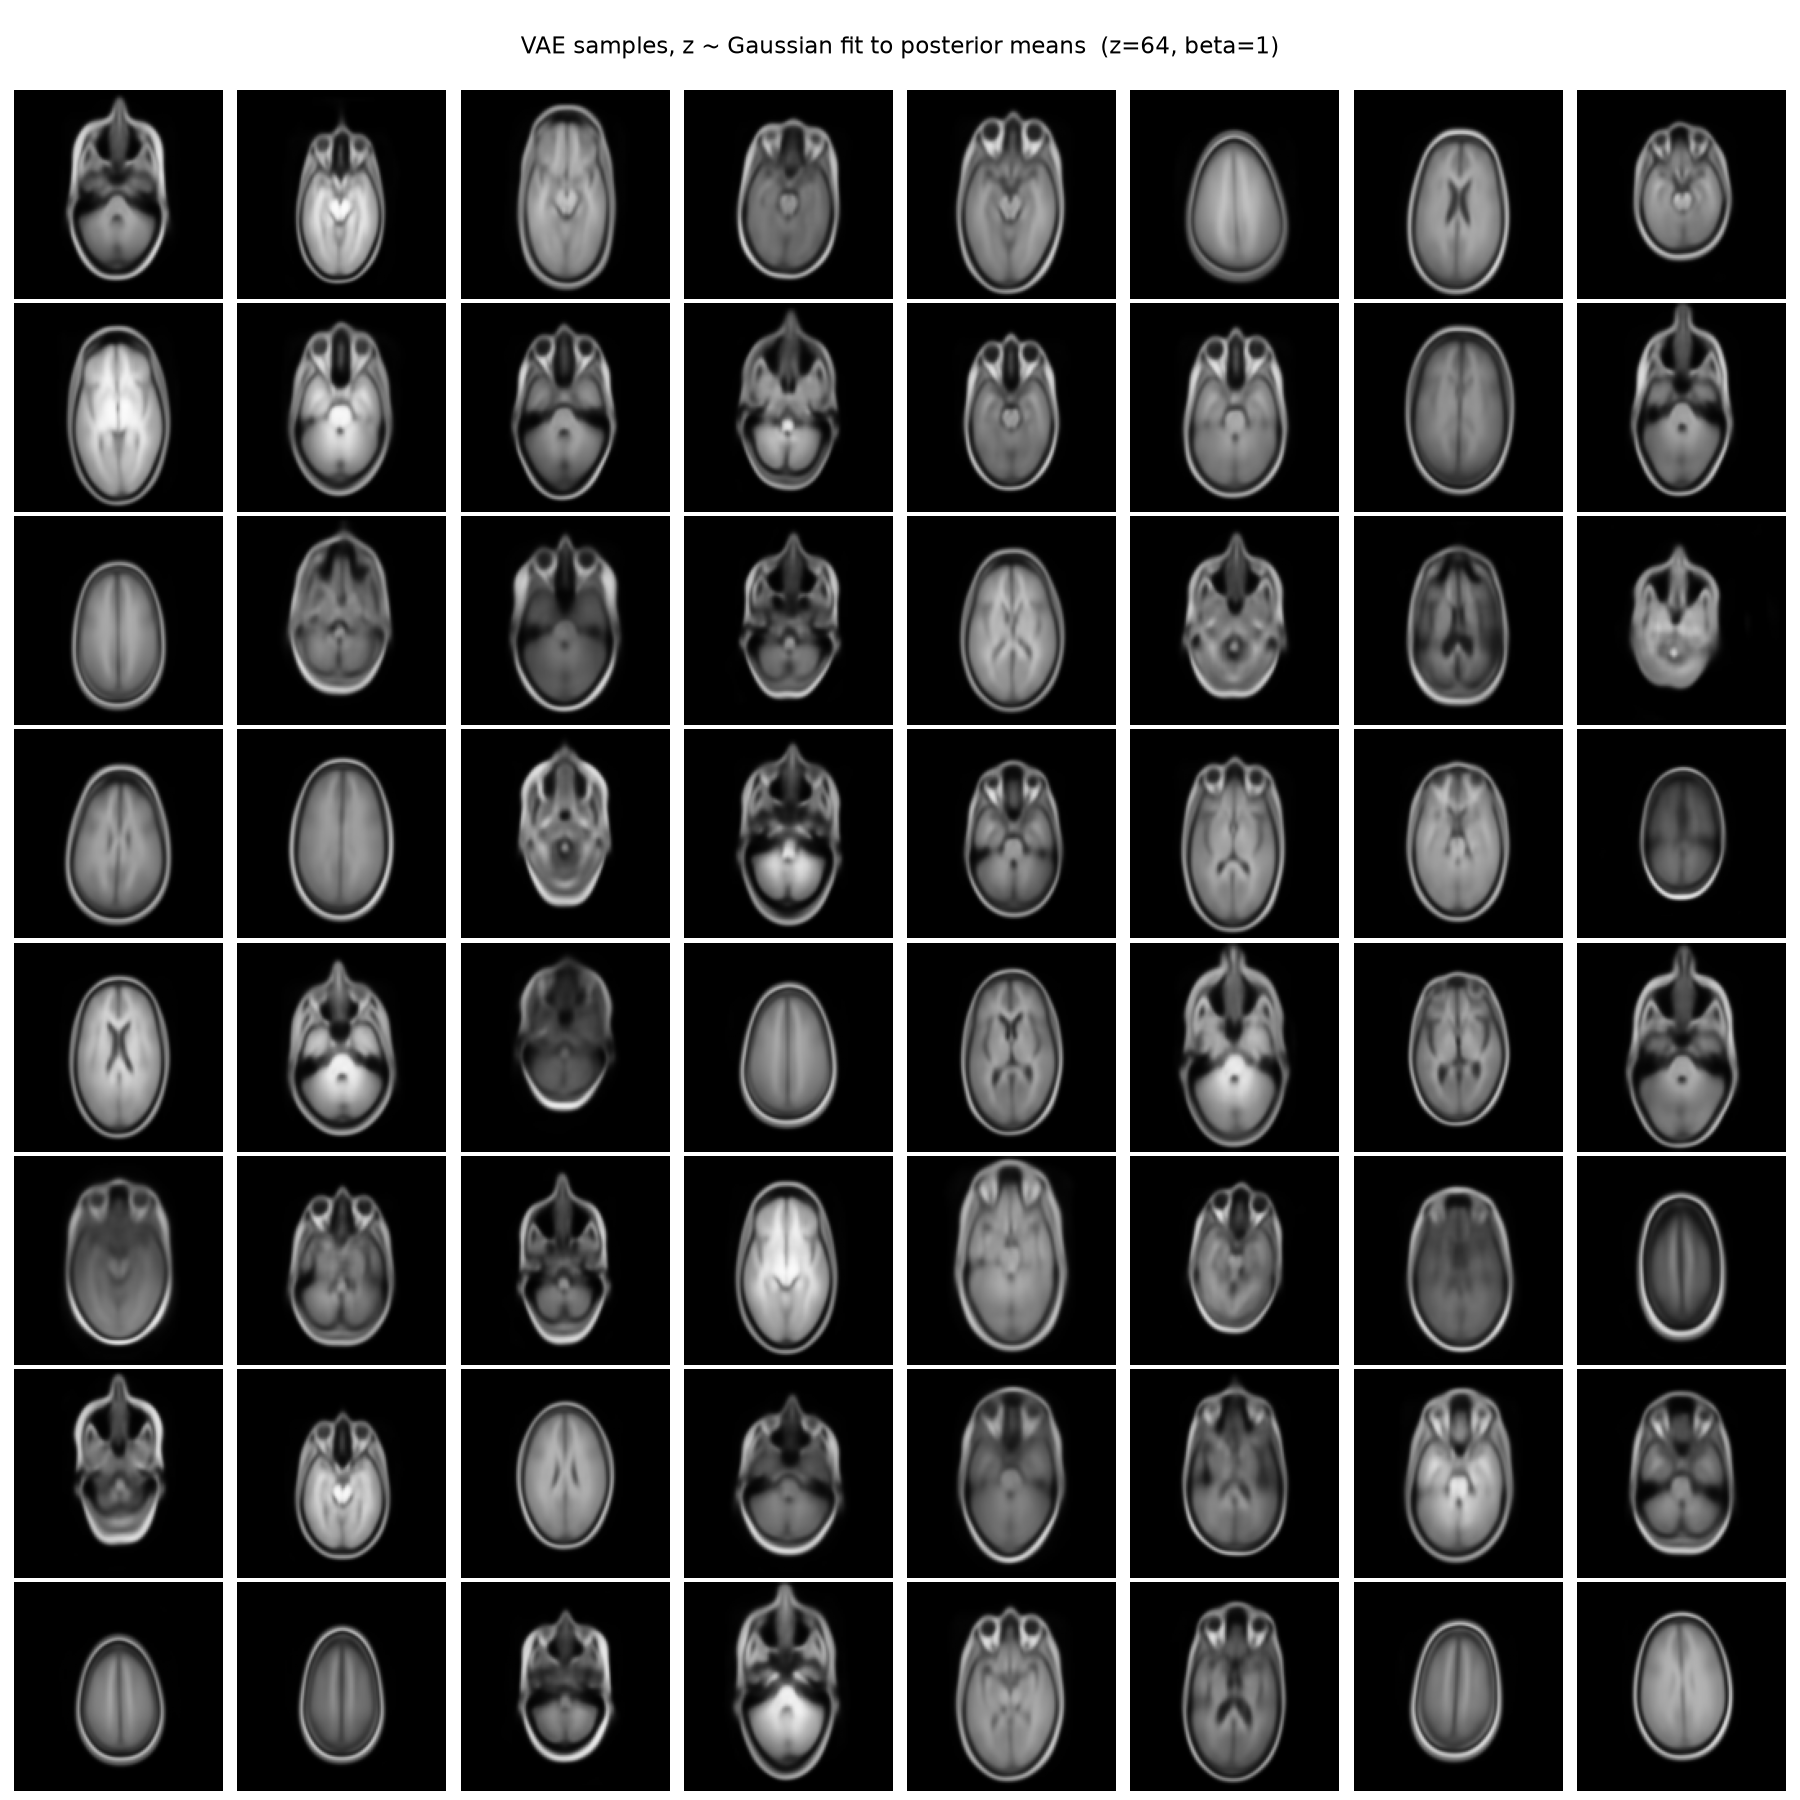 VAE samples, z ~ Gaussian fit to posterior means (z=64, beta=1)